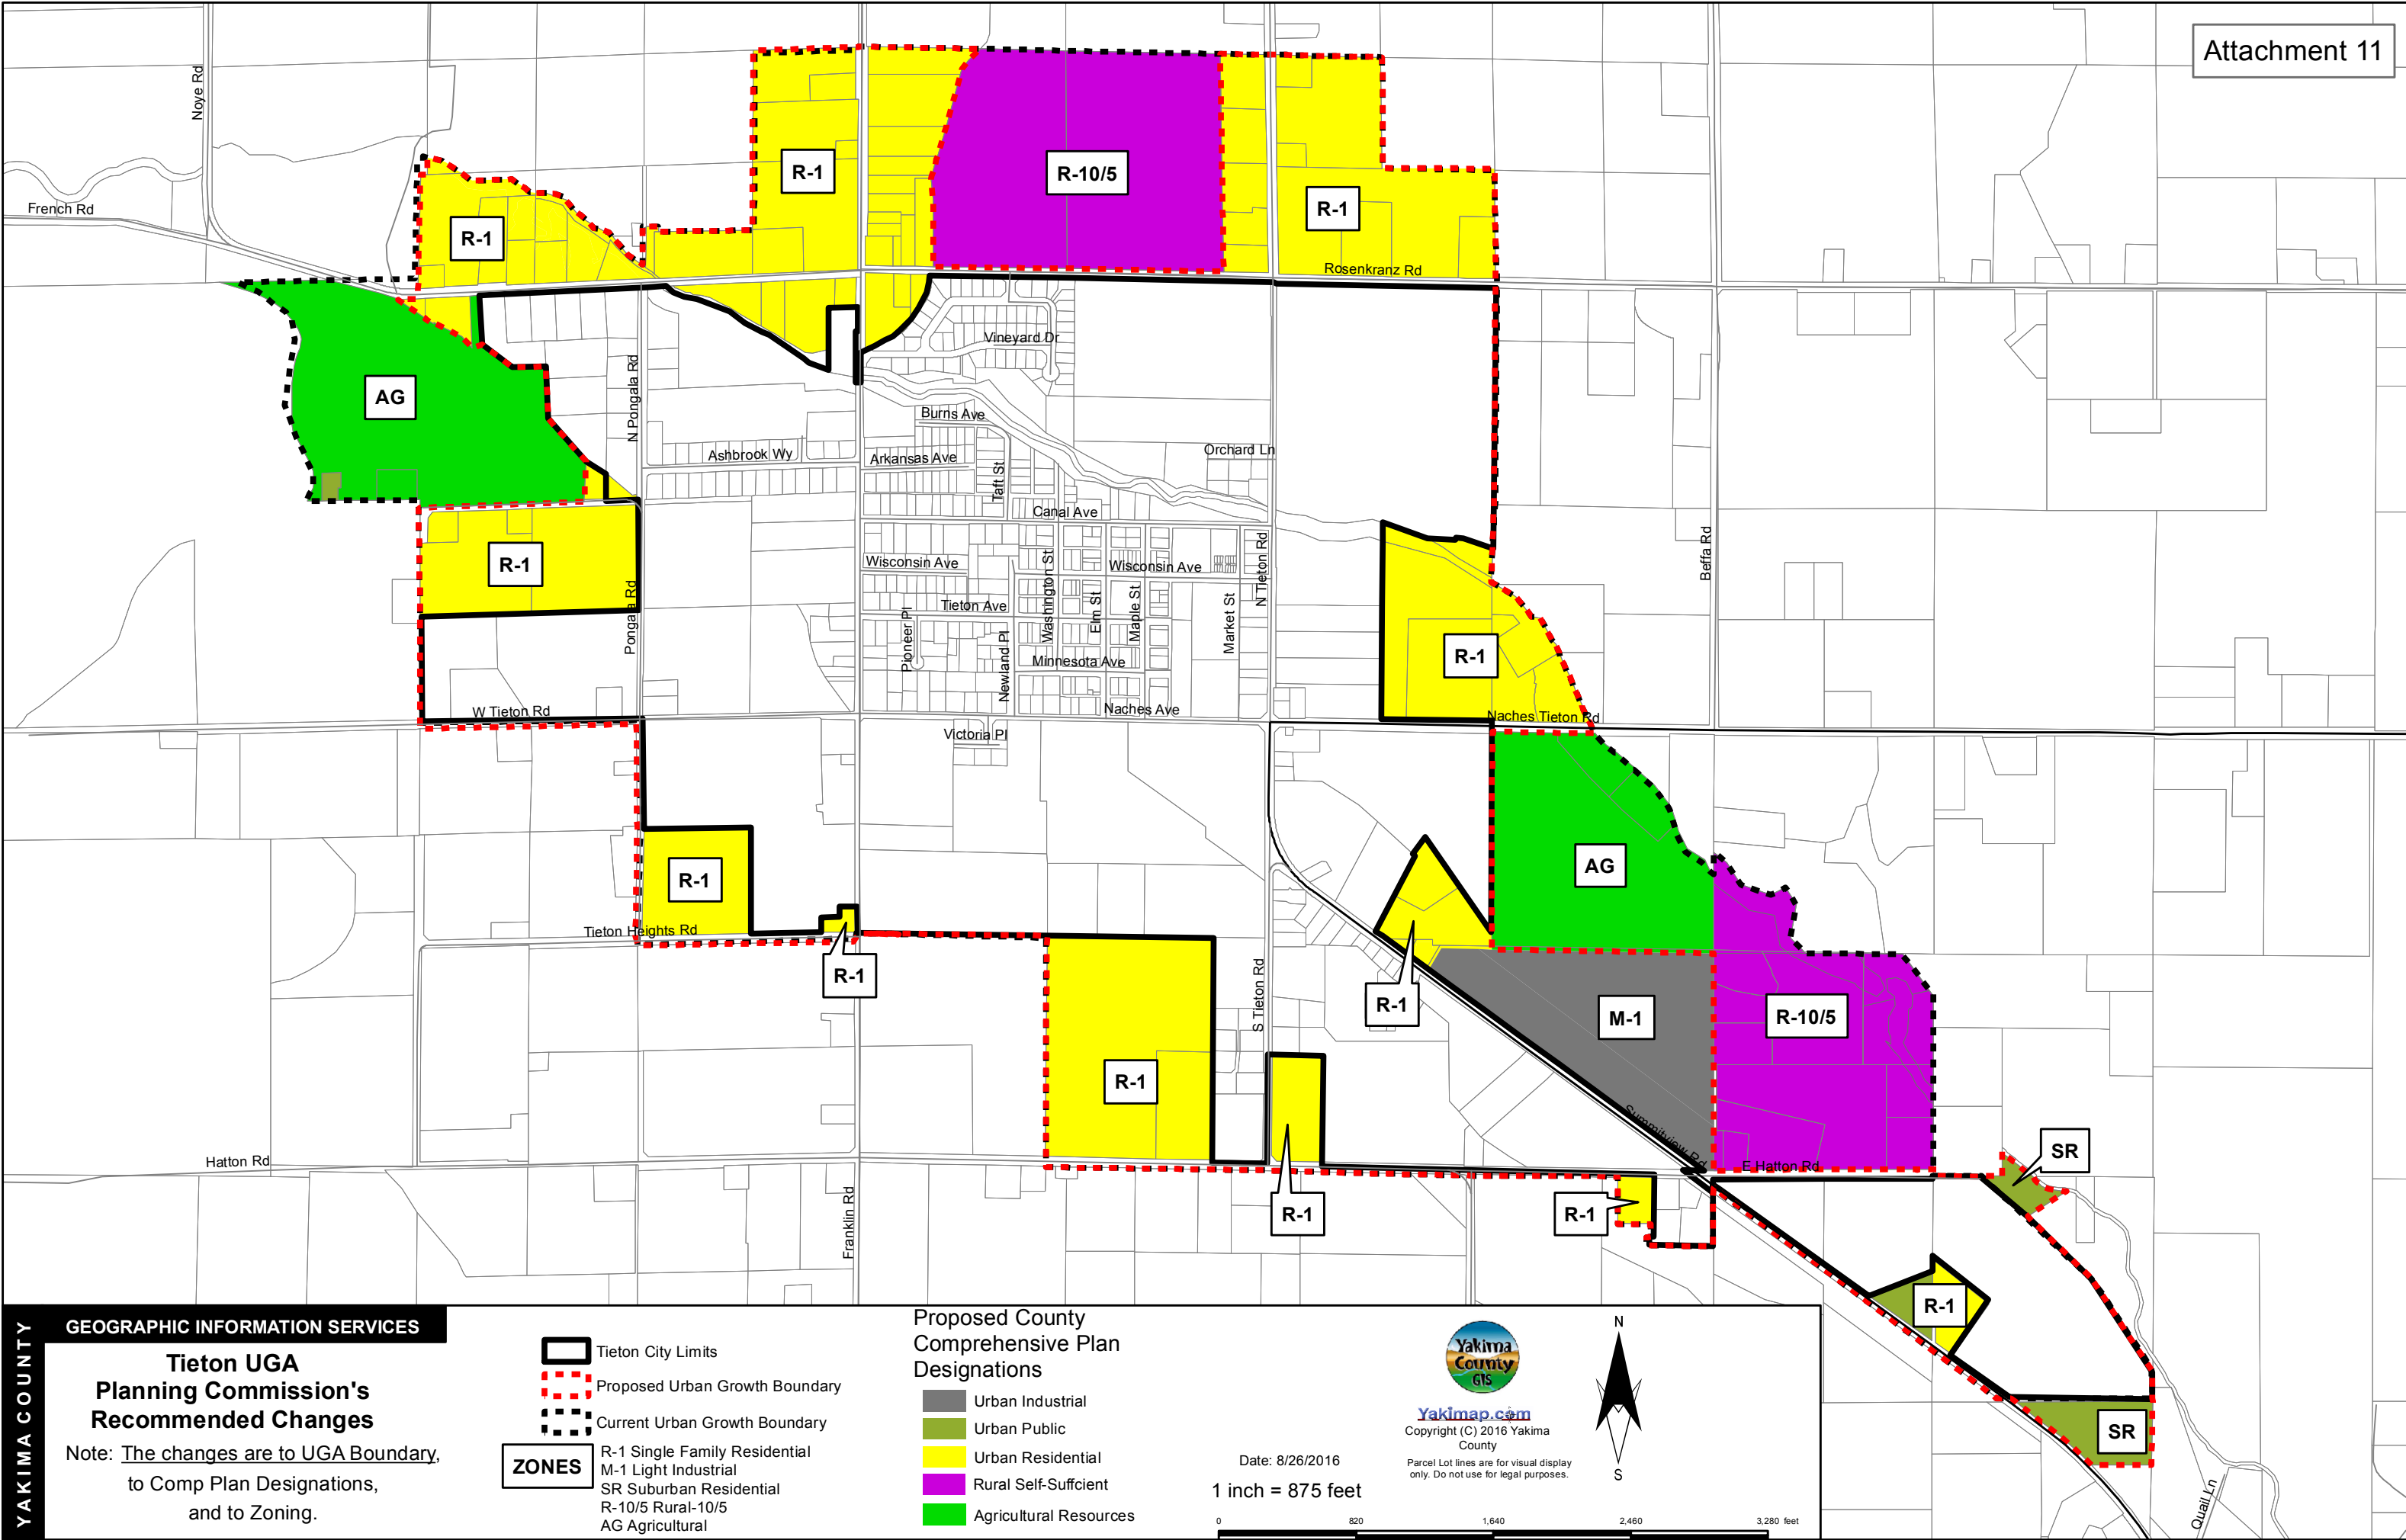 Attachment 11
Noye Rd
French Rd
R-1
R-1
R-10/5
R-1
Rosenkranz Rd
AG
N Pongala Rd
Vineyard Dr
Burns Ave
Ashbrook Wy
Arkansas Ave
Taft St
Orchard Ln
Canal Ave
R-1
Wisconsin Ave
Wisconsin Ave
Washington St
Elm St
Maple St
Market St
N Tieton Rd
Beffa Rd
Tieton Ave
Pioneer Pl
Newland Pl
Minnesota Ave
R-1
W Tieton Rd
Naches Ave
Naches Tieton Rd
Victoria Pl
R-1
AG
Tieton Heights Rd
R-1
R-1
S Tieton Rd
M-1
R-10/5
R-1
Summitview Rd
Hatton Rd
E Hatton Rd
SR
Franklin Rd
R-1
R-1
R-1
SR
Quail Ln
YAKIMA COUNTY
GEOGRAPHIC INFORMATION SERVICES
Tieton UGA
Planning Commission's
Recommended Changes
Note: The changes are to UGA Boundary,
to Comp Plan Designations,
and to Zoning.
Tieton City Limits
Proposed Urban Growth Boundary
Current Urban Growth Boundary
ZONES
R-1 Single Family Residential
M-1 Light Industrial
SR Suburban Residential
R-10/5 Rural-10/5
AG Agricultural
Proposed County
Comprehensive Plan
Designations
Urban Industrial
Urban Public
Urban Residential
Rural Self-Suffcient
Agricultural Resources
Date: 8/26/2016
1 inch = 875 feet
Yakima
County
GIS
Yakimap.com
Copyright (C) 2016 Yakima
County
Parcel Lot lines are for visual display
only. Do not use for legal purposes.
N
S
0 820 1,640 2,460 3,280 feet